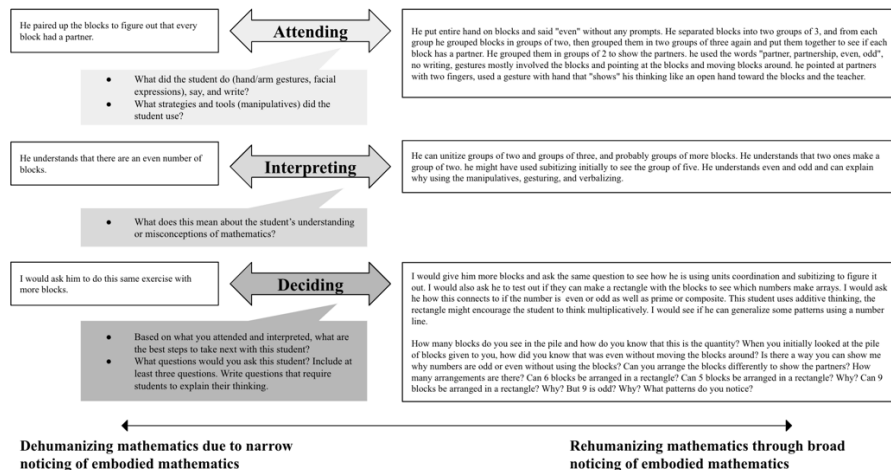 He paired up the blocks to figure out that every
block had a partner.
Attending
He put entire hand on blocks and said "even" without any prompts. He separated blocks into two groups of 3, and from each
group he grouped blocks in groups of two, then grouped them in two groups of three again and put them together to see if each
block has a partner. He grouped them in groups of 2 to show the partners. he used the words "partner, partnership, even, odd",
no writing, gestures mostly involved the blocks and pointing at the blocks and moving blocks around. he pointed at partners
with two fingers, used a gesture with hand that "shows" his thinking like an open hand toward the blocks and the teacher.
● What did the student do (hand/arm gestures, facial
expressions), say, and write?
● What strategies and tools (manipulatives) did the
student use?
He understands that there are an even number of
blocks.
Interpreting
He can unitize groups of two and groups of three, and probably groups of more blocks. He understands that two ones make a
group of two. he might have used subitizing initially to see the group of five. He understands even and odd and can explain
why using the manipulatives, gesturing, and verbalizing.
● What does this mean about the student's understanding
or misconceptions of mathematics?
I would ask him to do this same exercise with
more blocks.
Deciding
I would give him more blocks and ask the same question to see how he is using units coordination and subitizing to figure it
out. I would also ask he to test out if they can make a rectangle with the blocks to see which numbers make arrays. I would ask
he how this connects to if the number is even or odd as well as prime or composite. This student uses additive thinking, the
rectangle might encourage the student to think multiplicatively. I would see if he can generalize some patterns using a number
line.
How many blocks do you see in the pile and how do you know that this is the quantity? When you initially looked at the pile
of blocks given to you, how did you know that was even without moving the blocks around? Is there a way you can show me
why numbers are odd or even without using the blocks? Can you arrange the blocks differently to show the partners? How
many arrangements are there? Can 6 blocks be arranged in a rectangle? Can 5 blocks be arranged in a rectangle? Why? Can 9
blocks be arranged in a rectangle? Why? But 9 is odd? Why? What patterns do you notice?
● Based on what you attended and interpreted, what are
the best steps to take next with this student?
● What questions would you ask this student? Include at
least three questions. Write questions that require
students to explain their thinking.
Dehumanizing mathematics due to narrow
noticing of embodied mathematics
Rehumanizing mathematics through broad
noticing of embodied mathematics